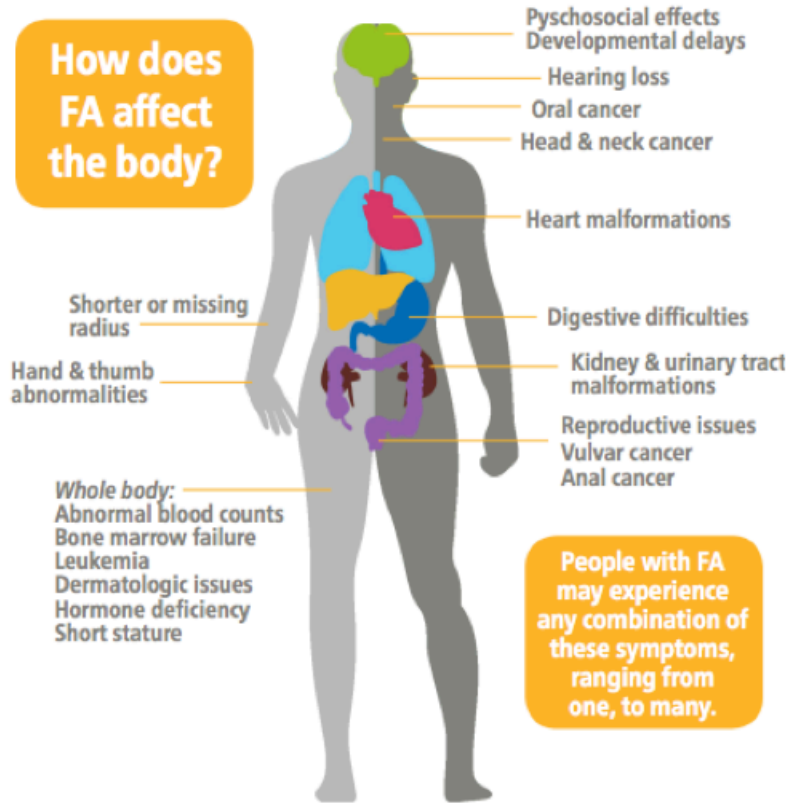 How does
FA affect
the body?
Pyschosocial effects
Developmental delays
Hearing loss
Oral cancer
Head & neck cancer
Heart malformations
Shorter or missing
radius
Digestive difficulties
Hand & thumb
abnormalities
Kidney & urinary tract
malformations
Reproductive issues
Vulvar cancer
Anal cancer
Whole body:
Abnormal blood counts
Bone marrow failure
Leukemia
Dermatologic issues
Hormone deficiency
Short stature
People with FA
may experience
any combination of
these symptoms,
ranging from
one, to many.